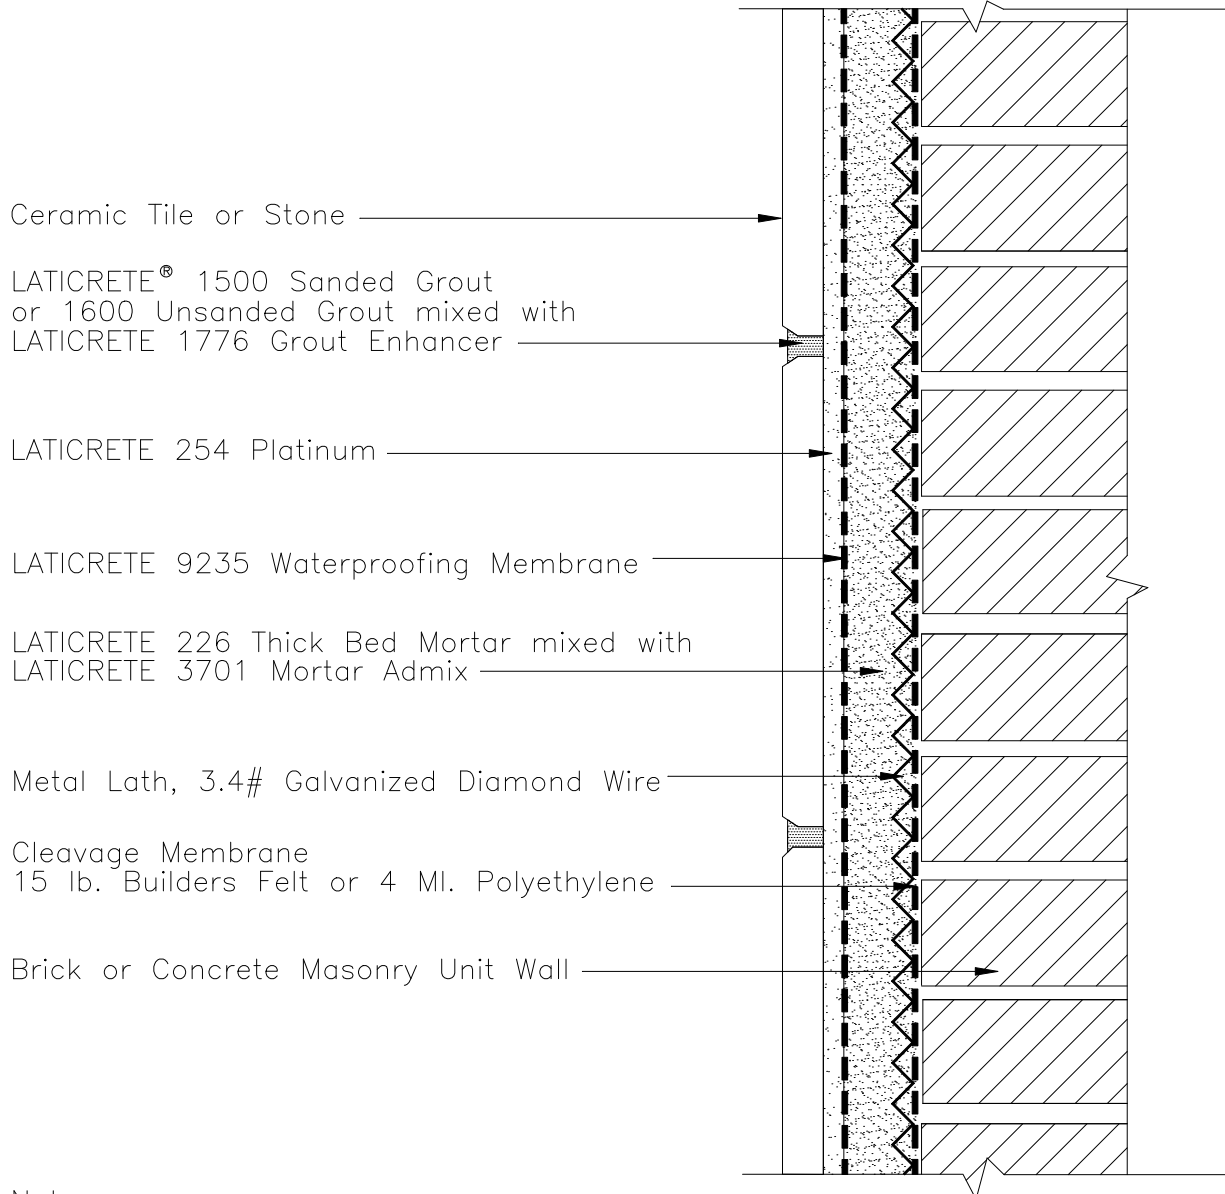 Ceramic Tile or Stone
LATICRETE® 1500 Sanded Grout
or 1600 Unsanded Grout mixed with
LATICRETE 1776 Grout Enhancer
LATICRETE 254 Platinum
LATICRETE 9235 Waterproofing Membrane
LATICRETE 226 Thick Bed Mortar mixed with
LATICRETE 3701 Mortar Admix
Metal Lath, 3.4# Galvanized Diamond Wire
Cleavage Membrane
15 lb. Builders Felt or 4 Ml. Polyethylene
Brick or Concrete Masonry Unit Wall